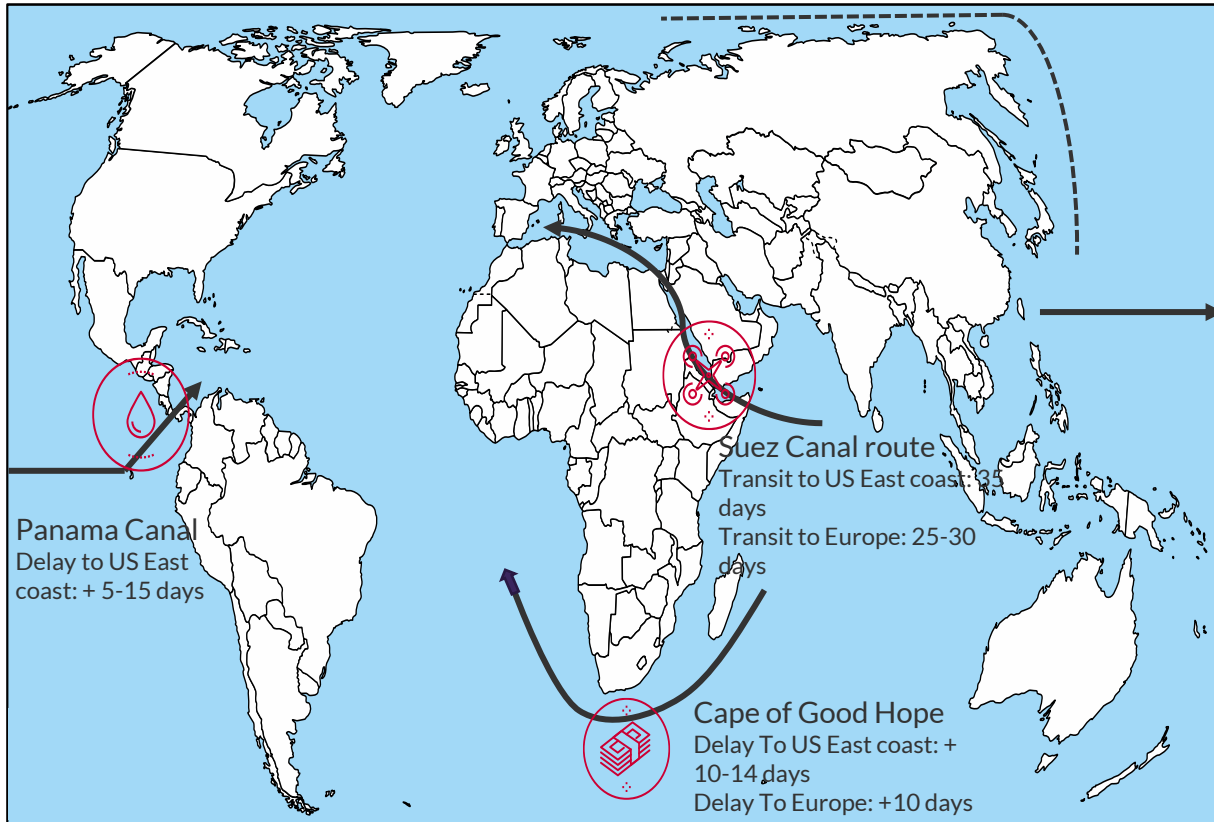 Suez Canal route
Transit to US East coast: 35
days
Transit to Europe: 25-30
days
Panama Canal
Delay to US East
coast: + 5-15 days
Cape of Good Hope
Delay To US East coast: +
10-14 days
Delay To Europe: +10 days